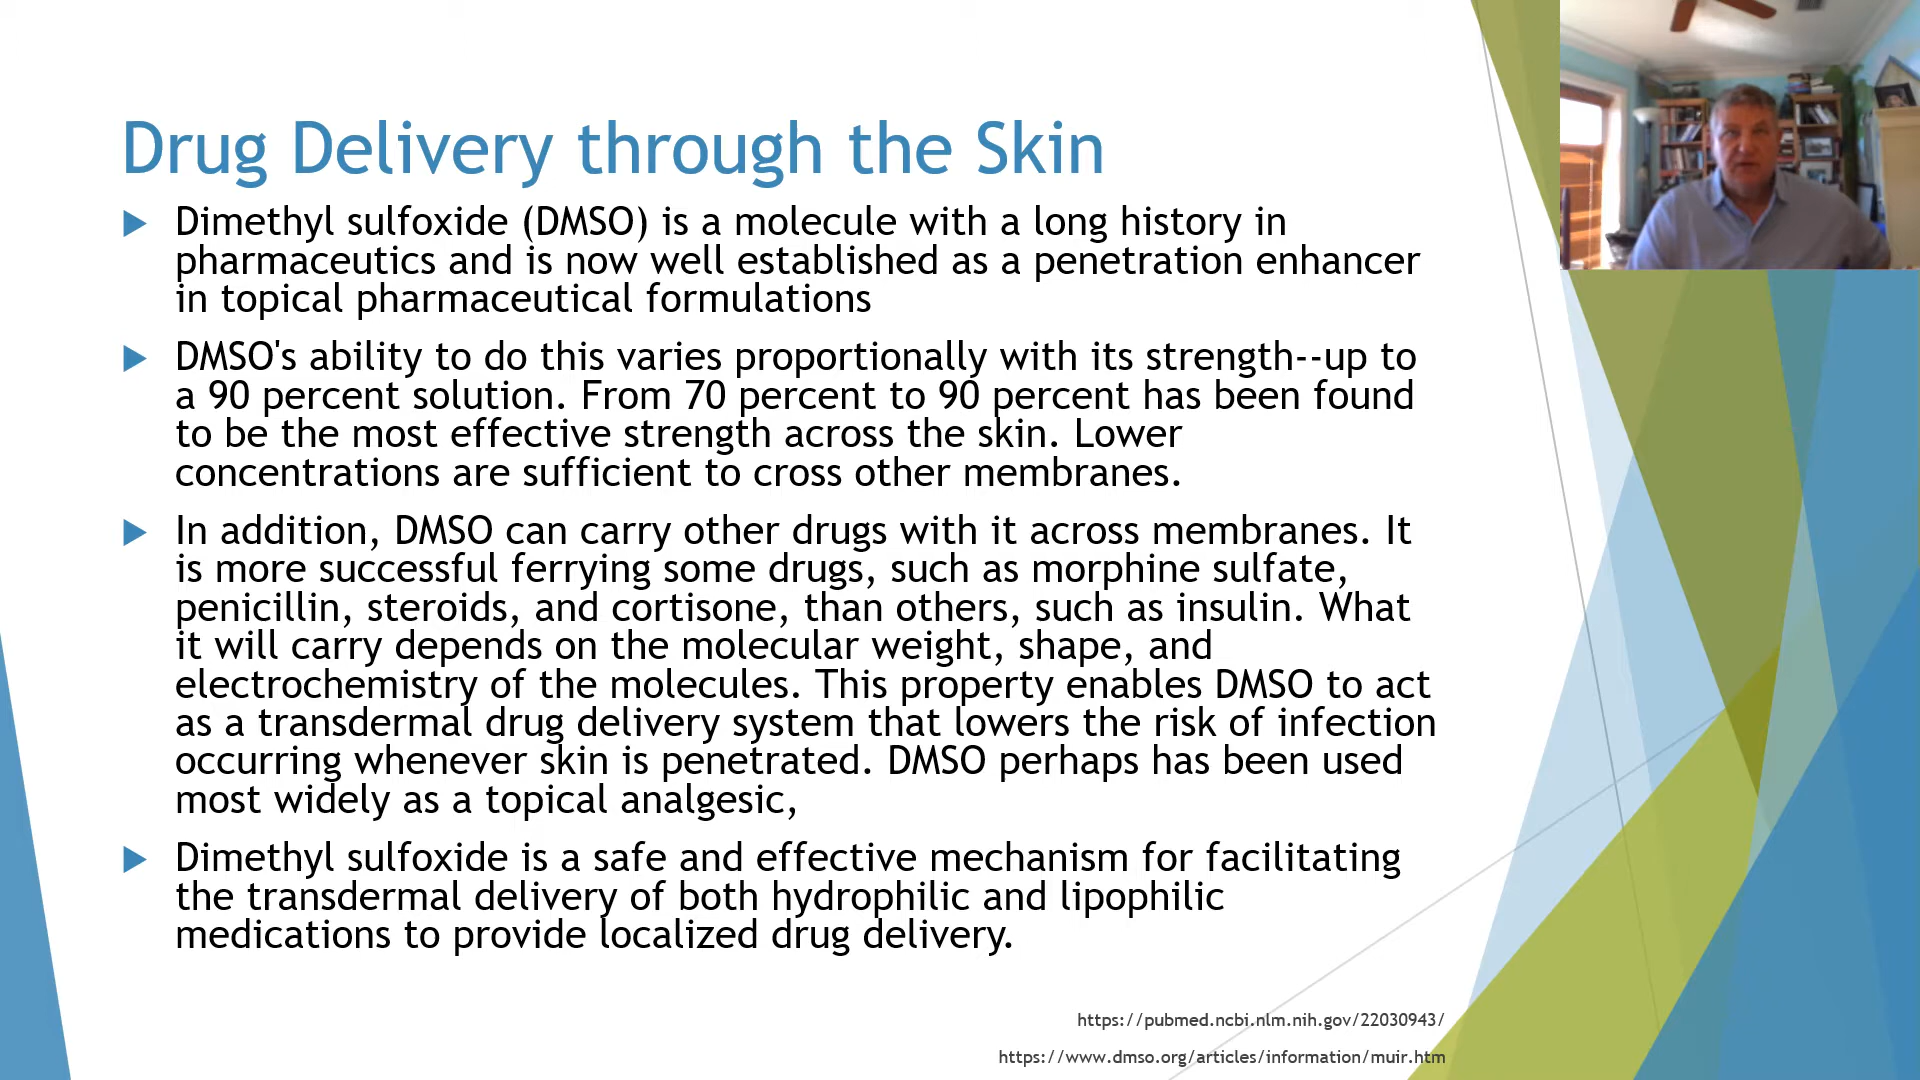 Drug Delivery through the Skin
Dimethyl sulfoxide (DMSO) is a molecule with a long history in
pharmaceutics and is now well established as a penetration enhancer
in topical pharmaceutical formulations
DMSO's ability to do this varies proportionally with its strength--up to
a 90 percent solution. From 70 percent to 90 percent has been found
to be the most effective strength across the skin. Lower
concentrations are sufficient to cross other membranes.
In addition, DMSO can carry other drugs with it across membranes. It
is more successful ferrying some drugs, such as morphine sulfate,
penicillin, steroids, and cortisone, than others, such as insulin. What
it will carry depends on the molecular weight, shape, and
electrochemistry of the molecules. This property enables DMSO to act
as a transdermal drug delivery system that lowers the risk of infection
occurring whenever skin is penetrated. DMSO perhaps has been used
most widely as a topical analgesic,
Dimethyl sulfoxide is a safe and effective mechanism for facilitating
the transdermal delivery of both hydrophilic and lipophilic
medications to provide localized drug delivery.
https://pubmed.ncbi.nlm.nih.gov/22030943/
https://www.dmso.org/articles/information/muir.htm